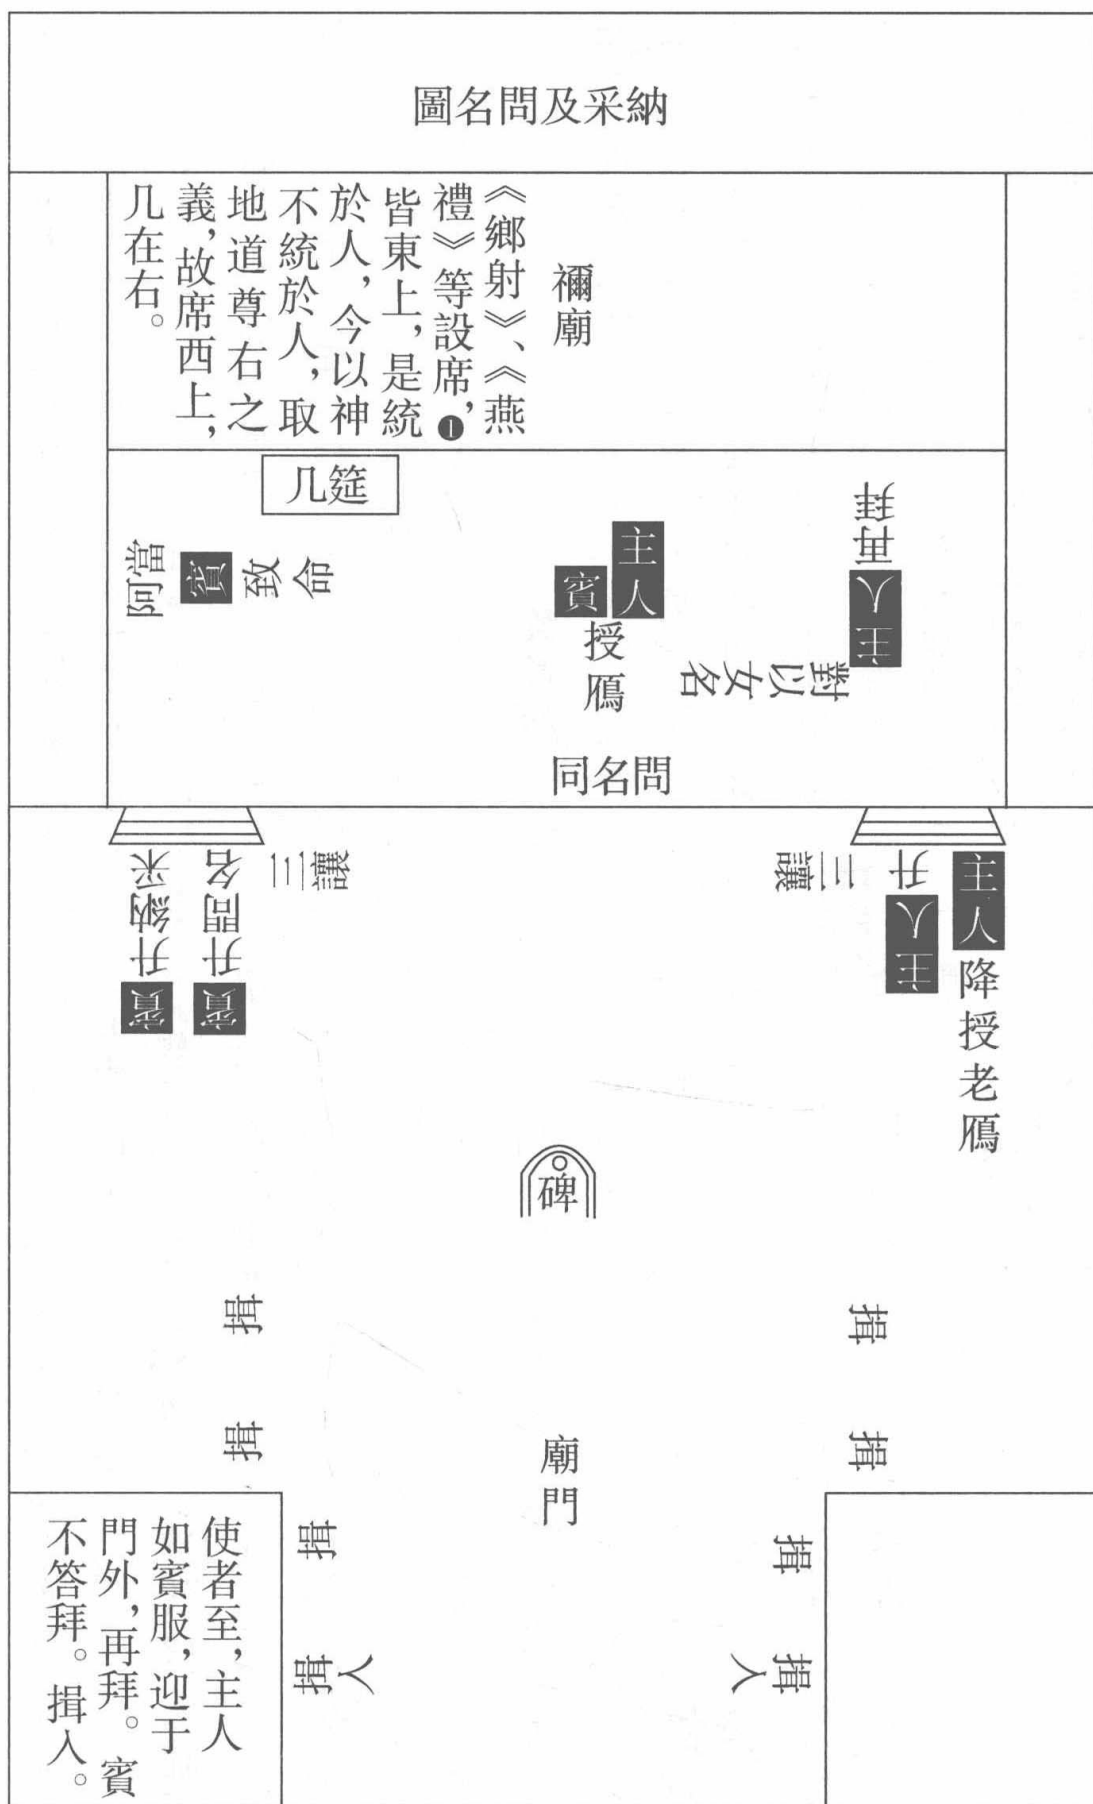 納采及問名圖
禰廟
《鄉射》、《燕
禮》等設席，❶
皆東上，是統
於人，今以神
不統於人，取
地道尊右之
義，故席西上，
几在右。
主人再拜
對以女名
主人
賓
授鴈
問名同
几筵
賓致命
當阿
主人降授老鴈
主人升
三讓
三讓
賓升問名
賓升納采
碑
揖
揖
揖
揖
廟門
揖
揖
揖入
揖入
使者至，主人
如賓服，迎于
門外，再拜。賓
不答拜。揖入。